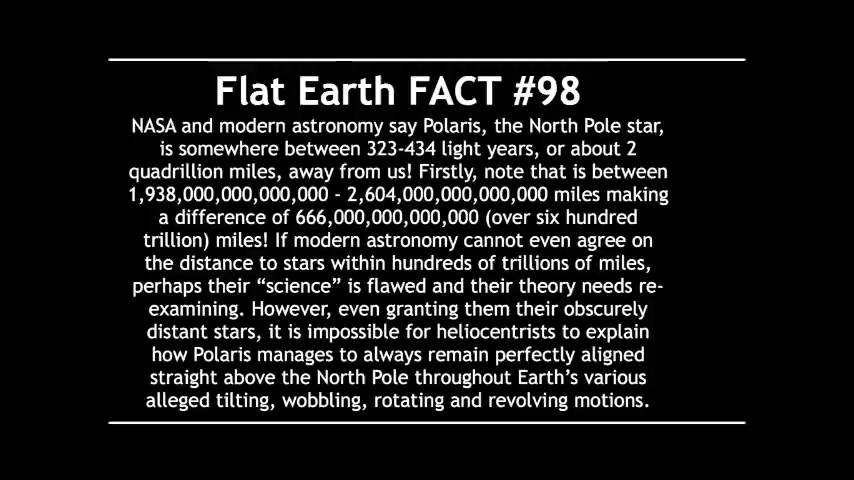 Flat Earth FACT #98
NASA and modern astronomy say Polaris, the North Pole star,
is somewhere between 323-434 light years, or about 2
quadrillion miles, away from us! Firstly, note that is between
1,938,000,000,000,000 - 2,604,000,000,000,000 miles making
a difference of 666,000,000,000,000 (over six hundred
trillion) miles! If modern astronomy cannot even agree on
the distance to stars within hundreds of trillions of miles,
perhaps their “science” is flawed and their theory needs re-
examining. However, even granting them their obscurely
distant stars, it is impossible for heliocentrists to explain
how Polaris manages to always remain perfectly aligned
straight above the North Pole throughout Earth’s various
alleged tilting, wobbling, rotating and revolving motions.